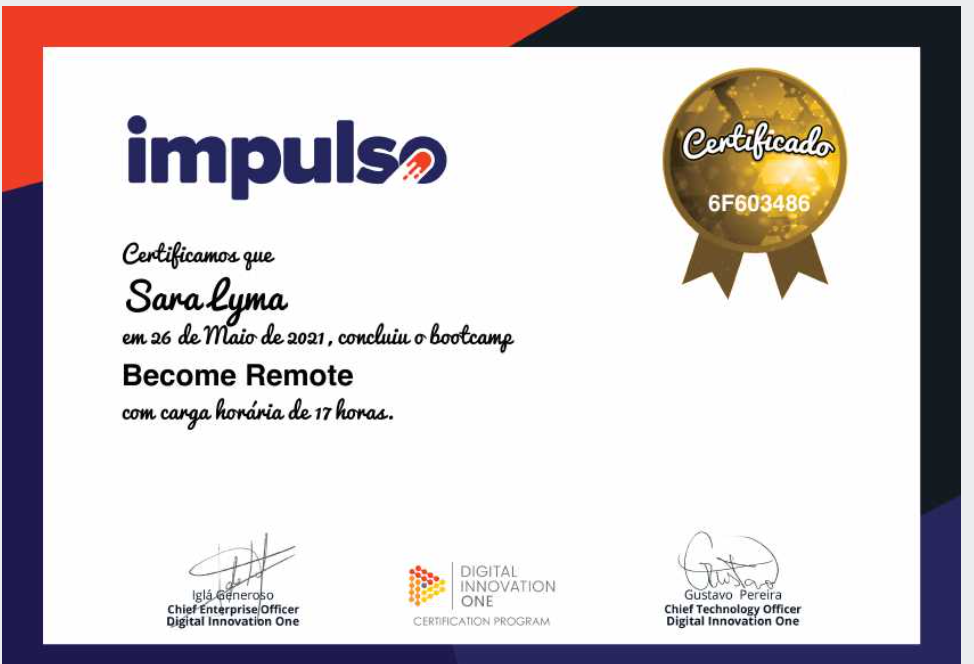 impulso
Certificado
6F603486
Certificamos que
Sara Lyma
em 26 de Maio de 2021, concluiu o bootcamp
Become Remote
com carga horária de 17 horas.
Iglá Generoso
Chief Enterprise Officer
Digital Innovation One
DIGITAL
INNOVATION
ONE
CERTIFICATION PROGRAM
Gustavo
Gustavo Pereira
Chief Technology Officer
Digital Innovation One